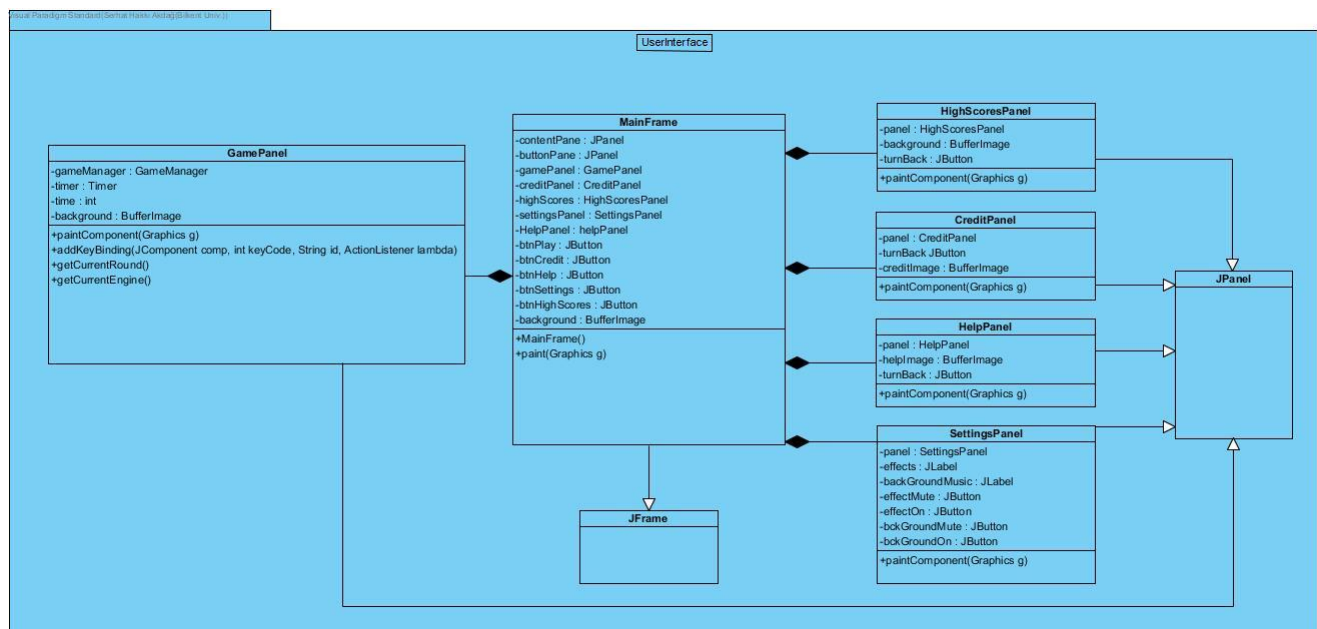 Visual Paradigm Standard(Serhat Hakkı Akdağ(Bilkent Univ.))
UserInterface
GamePanel
-gameManager : GameManager
-timer : Timer
-time : int
-background : BufferImage
+paintComponent(Graphics g)
+addKeyBinding(JComponent comp, int keyCode, String id, ActionListener lambda)
+getCurrentRound()
+getCurrentEngine()
MainFrame
-contentPane : JPanel
-buttonPane : JPanel
-gamePanel : GamePanel
-creditPanel : CreditPanel
-highScores : HighScoresPanel
-settingsPanel : SettingsPanel
-HelpPanel : helpPanel
-btnPlay : JButton
-btnCredit : JButton
-btnHelp : JButton
-btnSettings : JButton
-btnHighScores : JButton
-background : BufferImage
+MainFrame()
+paint(Graphics g)
JFrame
HighScoresPanel
-panel : HighScoresPanel
-background : BufferImage
-turnBack : JButton
+paintComponent(Graphics g)
CreditPanel
-panel : CreditPanel
-turnBack JButton
-creditImage : BufferImage
+paintComponent(Graphics g)
HelpPanel
-panel : HelpPanel
-helpImage : BufferImage
-turnBack : JButton
+paintComponent(Graphics g)
SettingsPanel
-panel : SettingsPanel
-effects : JLabel
-backGroundMusic : JLabel
-effectMute : JButton
-effectOn : JButton
-bckGroundMute : JButton
-bckGroundOn : JButton
+paintComponent(Graphics g)
JPanel